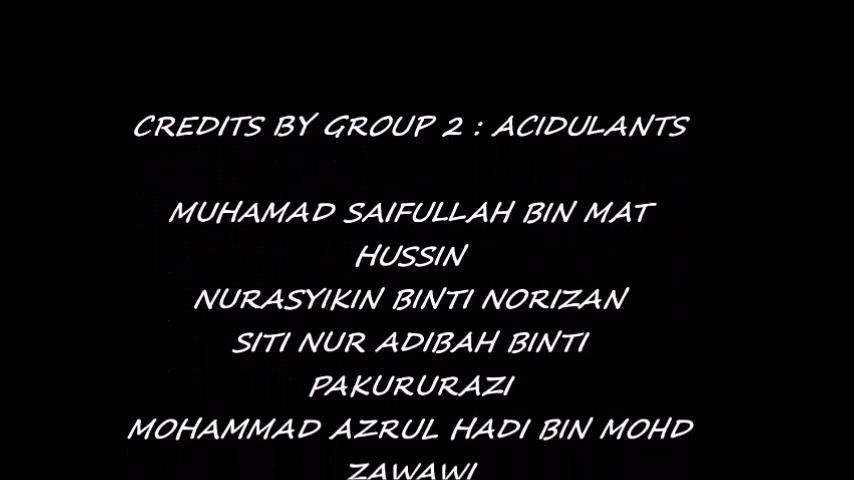 CREDITS BY GROUP 2 : ACIDULANTS
MUHAMAD SAIFULLAH BIN MAT
HUSSIN
NURASYIKIN BINTI NORIZAN
SITI NUR ADIBAH BINTI
PAKURURAZI
MOHAMMAD AZRUL HADI BIN MOHD
ZAWAWI